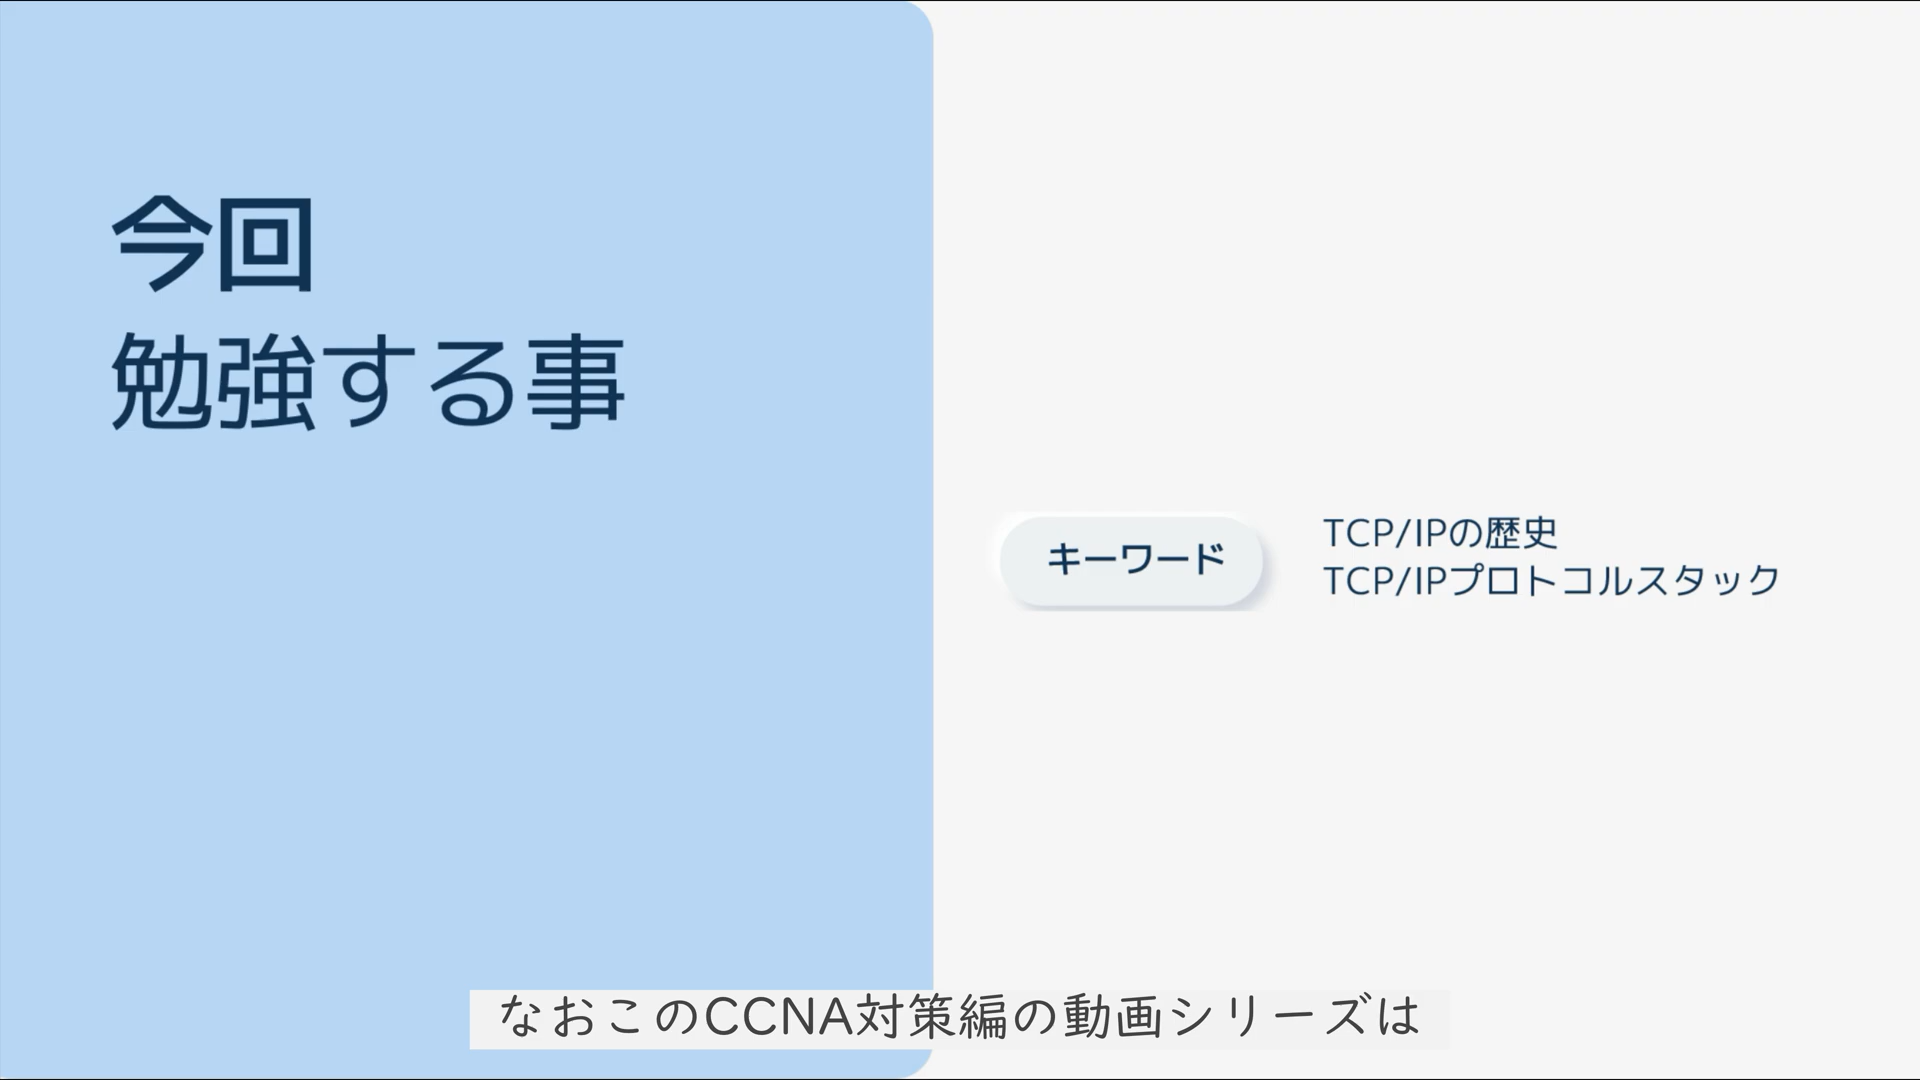 今回
勉強する事
キーワード
TCP/IPの歴史
TCP/IPプロトコルスタック
なおこのCCNA対策編の動画シリーズは